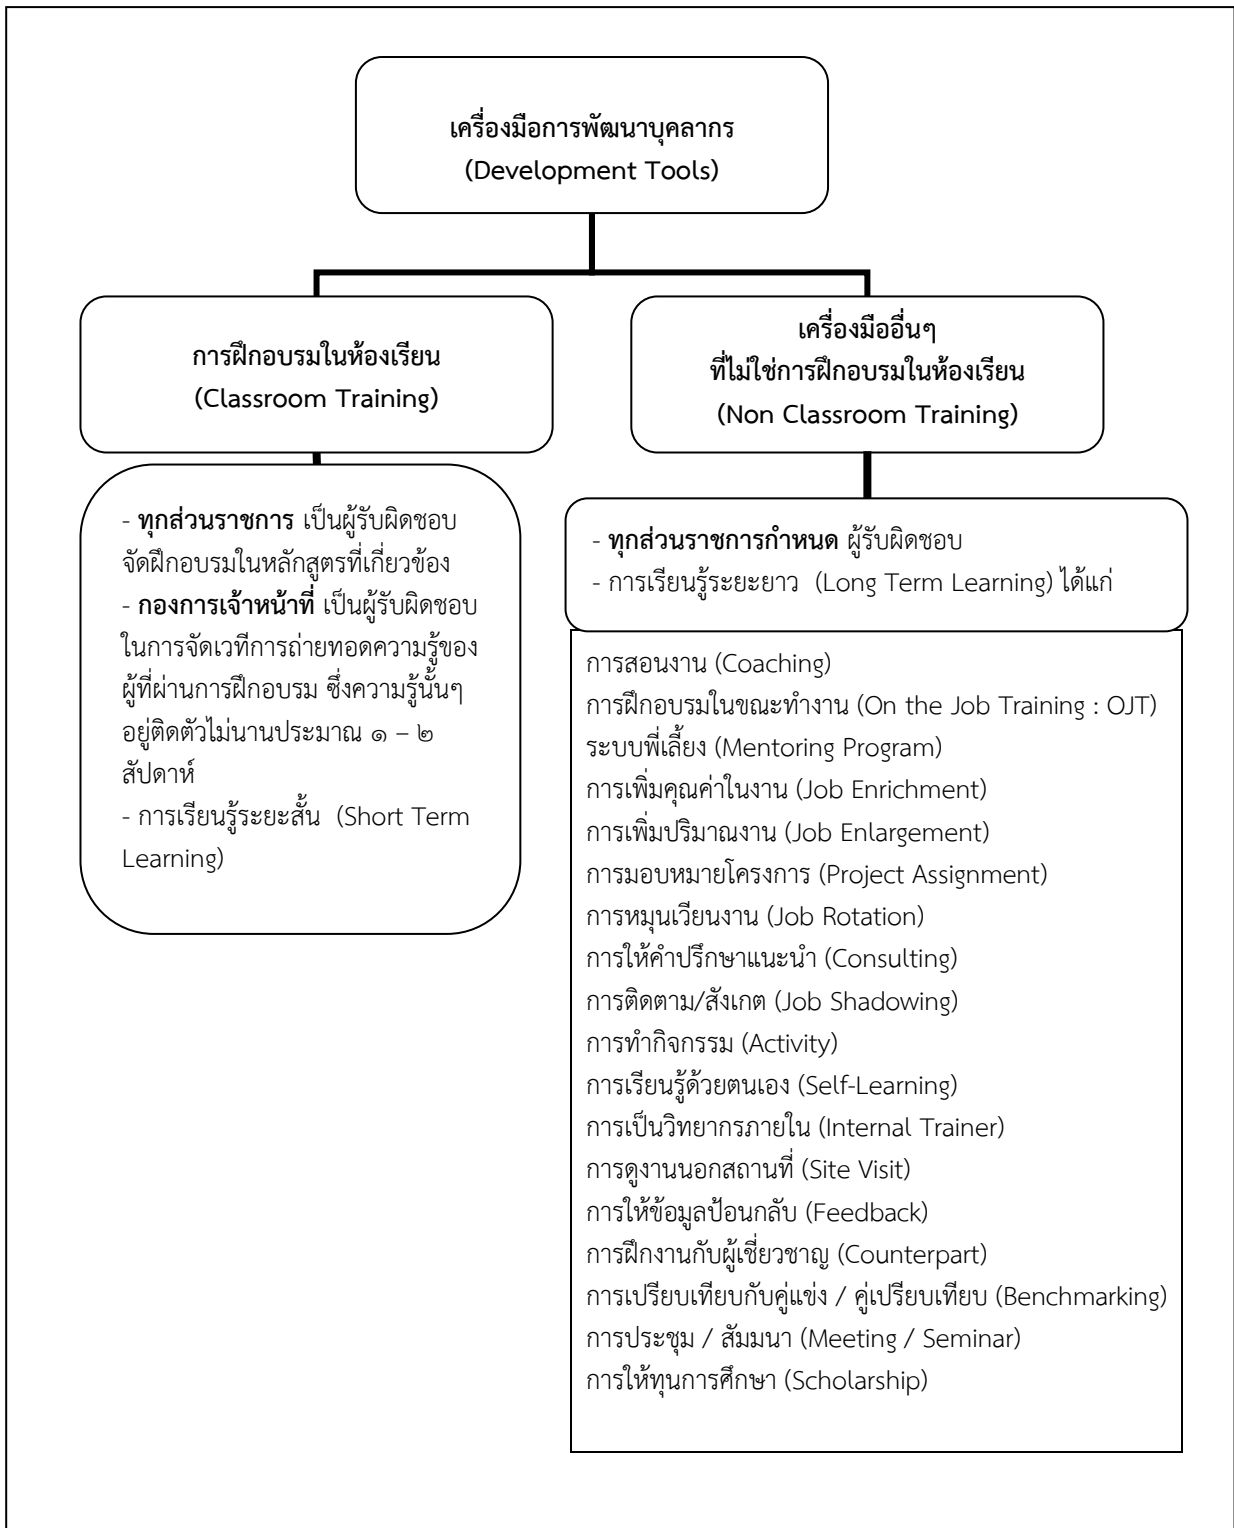 เครื่องมือการพัฒนาบุคลากร
(Development Tools)
การฝึกอบรมในห้องเรียน
(Classroom Training)
เครื่องมืออื่นๆ
ที่ไม่ใช่การฝึกอบรมในห้องเรียน
(Non Classroom Training)
- ทุกส่วนราชการ เป็นผู้รับผิดชอบ
จัดฝึกอบรมในหลักสูตรที่เกี่ยวข้อง
- กองการเจ้าหน้าที่ เป็นผู้รับผิดชอบ
ในการจัดเวทีการถ่ายทอดความรู้ของ
ผู้ที่ผ่านการฝึกอบรม ซึ่งความรู้นั้นๆ
อยู่ติดตัวไม่นานประมาณ ๑ – ๒
สัปดาห์
- การเรียนรู้ระยะสั้น (Short Term
Learning)
- ทุกส่วนราชการกำหนด ผู้รับผิดชอบ
- การเรียนรู้ระยะยาว (Long Term Learning) ได้แก่
การสอนงาน (Coaching)
การฝึกอบรมในขณะทำงาน (On the Job Training : OJT)
ระบบพี่เลี้ยง (Mentoring Program)
การเพิ่มคุณค่าในงาน (Job Enrichment)
การเพิ่มปริมาณงาน (Job Enlargement)
การมอบหมายโครงการ (Project Assignment)
การหมุนเวียนงาน (Job Rotation)
การให้คำปรึกษาแนะนำ (Consulting)
การติดตาม/สังเกต (Job Shadowing)
การทำกิจกรรม (Activity)
การเรียนรู้ด้วยตนเอง (Self-Learning)
การเป็นวิทยากรภายใน (Internal Trainer)
การดูงานนอกสถานที่ (Site Visit)
การให้ข้อมูลป้อนกลับ (Feedback)
การฝึกงานกับผู้เชี่ยวชาญ (Counterpart)
การเปรียบเทียบกับคู่แข่ง / คู่เปรียบเทียบ (Benchmarking)
การประชุม / สัมมนา (Meeting / Seminar)
การให้ทุนการศึกษา (Scholarship)